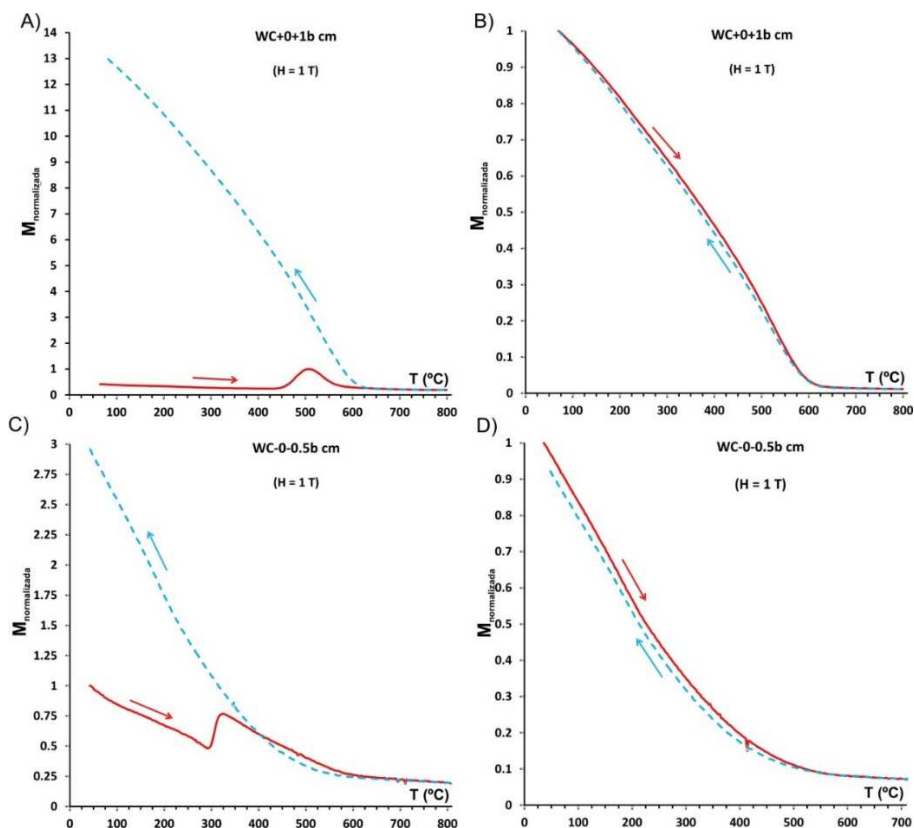 A)
WC+0+1b cm
(H = 1 T)
14
13
12
11
10
9
8
7
6
5
4
3
2
1
0
Mnormalizada
T (ºC)
0 100 200 300 400 500 600 700 800
B)
WC+0+1b cm
(H = 1 T)
1
0.9
0.8
0.7
0.6
0.5
0.4
0.3
0.2
0.1
0
Mnormalizada
T (ºC)
0 100 200 300 400 500 600 700 800
C)
WC-0-0.5b cm
(H = 1 T)
3
2.75
2.5
2.25
2
1.75
1.5
1.25
1
0.75
0.5
0.25
0
Mnormalizada
T (ºC)
0 100 200 300 400 500 600 700 800
D)
WC-0-0.5b cm
(H = 1 T)
1
0.9
0.8
0.7
0.6
0.5
0.4
0.3
0.2
0.1
0
Mnormalizada
T (ºC)
0 100 200 300 400 500 600 700